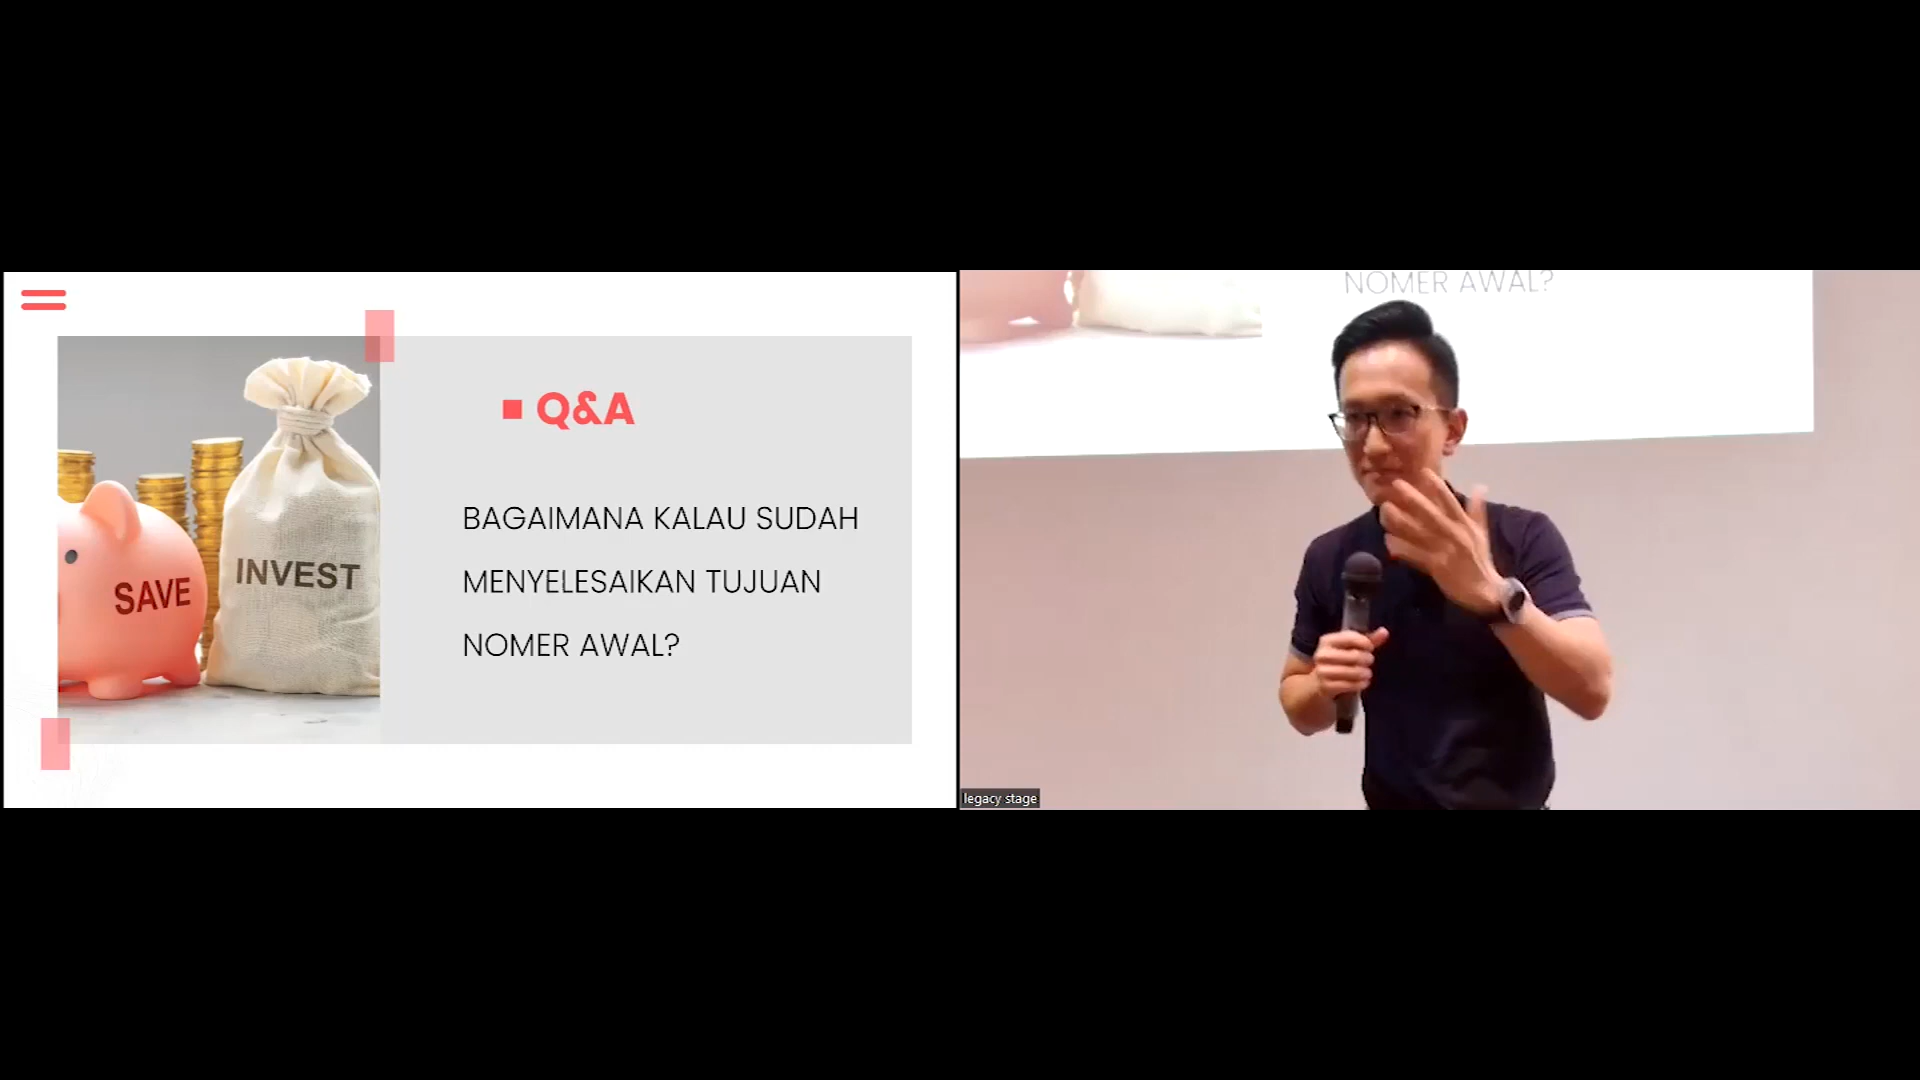 Q&A
BAGAIMANA KALAU SUDAH
MENYELESAIKAN TUJUAN
NOMER AWAL?
SAVE
INVEST
NOMER AWAL?
legacy stage